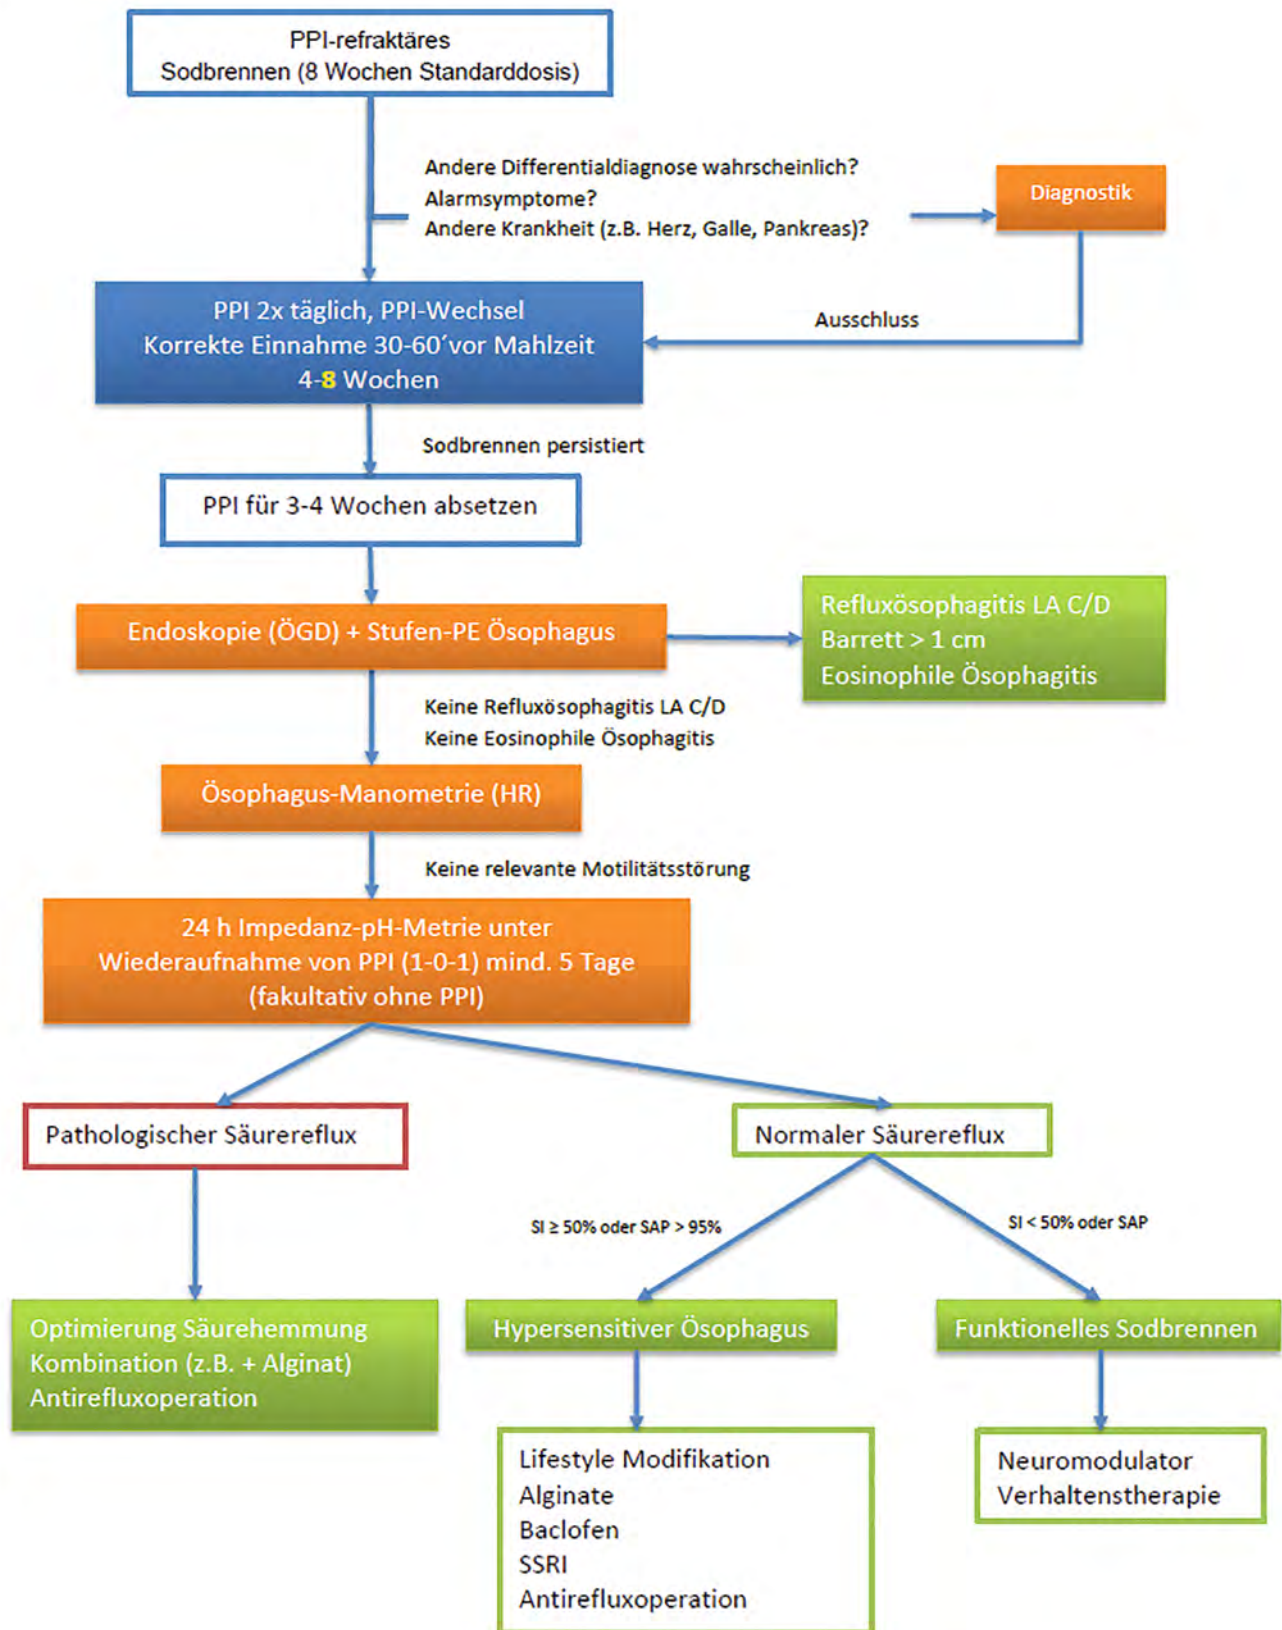 PPI-refraktäres
Sodbrennen (8 Wochen Standarddosis)
Andere Differentialdiagnose wahrscheinlich?
Alarmsymptome?
Andere Krankheit (z.B. Herz, Galle, Pankreas)?
Diagnostik
PPI 2x täglich, PPI-Wechsel
Korrekte Einnahme 30-60´vor Mahlzeit
4-8 Wochen
Ausschluss
Sodbrennen persistiert
PPI für 3-4 Wochen absetzen
Endoskopie (ÖGD) + Stufen-PE Ösophagus
Refluxösophagitis LA C/D
Barrett > 1 cm
Eosinophile Ösophagitis
Keine Refluxösophagitis LA C/D
Keine Eosinophile Ösophagitis
Ösophagus-Manometrie (HR)
Keine relevante Motilitätsstörung
24 h Impedanz-pH-Metrie unter
Wiederaufnahme von PPI (1-0-1) mind. 5 Tage
(fakultativ ohne PPI)
Pathologischer Säurereflux
Normaler Säurereflux
SI ≥ 50% oder SAP > 95%
SI < 50% oder SAP
Optimierung Säurehemmung
Kombination (z.B. + Alginat)
Antirefluxoperation
Hypersensitiver Ösophagus
Funktionelles Sodbrennen
Lifestyle Modifikation
Alginate
Baclofen
SSRI
Antirefluxoperation
Neuromodulator
Verhaltenstherapie